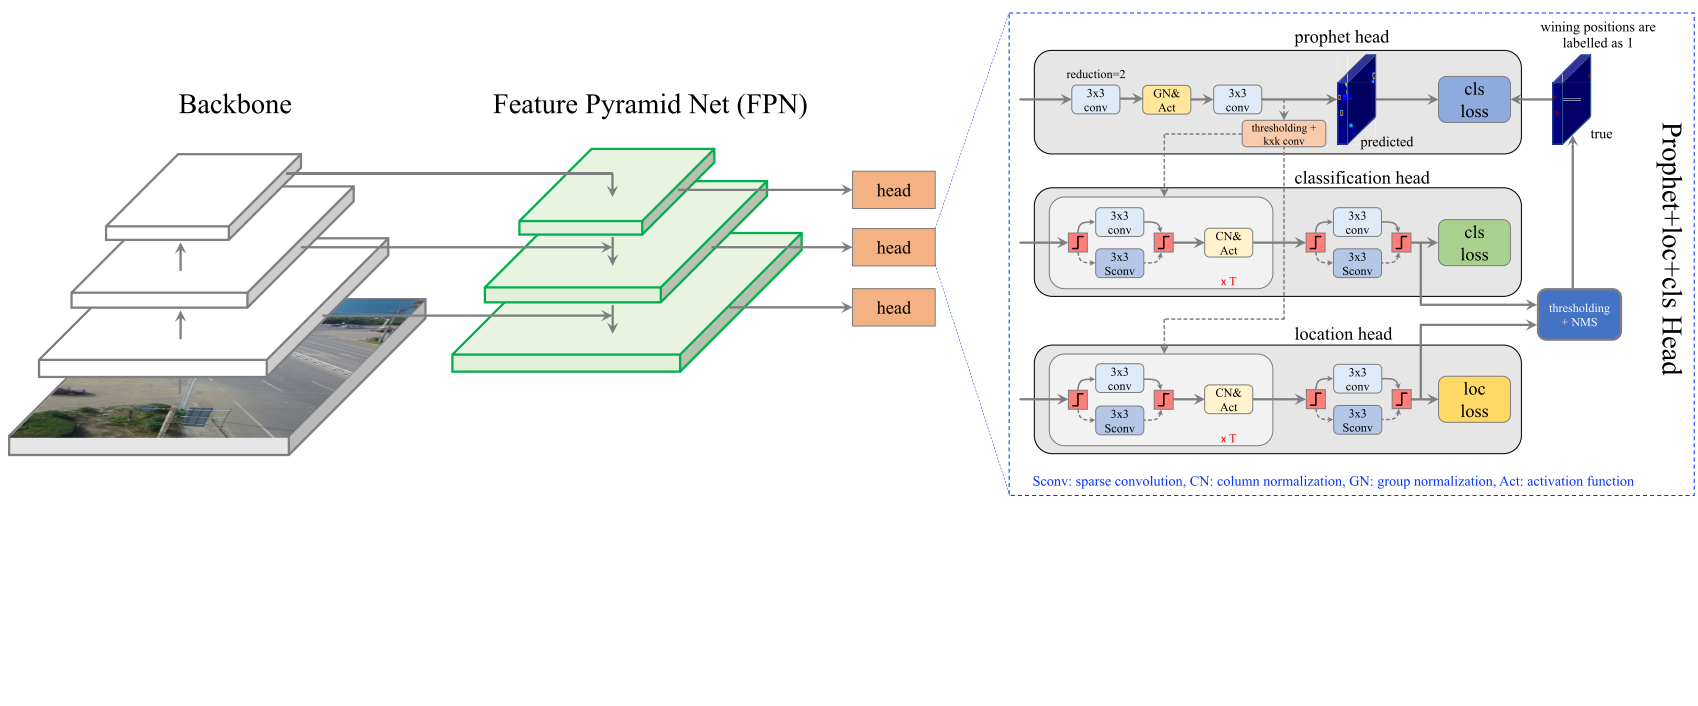 Backbone
Feature Pyramid Net (FPN)
head
head
head
prophet head
wining positions are
labelled as 1
reduction=2
3x3
conv
GN&
Act
3x3
conv
thresholding +
kxk conv
predicted
cls
loss
true
classification head
3x3
conv
3x3
Sconv
CN&
Act
x T
3x3
conv
3x3
Sconv
cls
loss
thresholding
+ NMS
location head
3x3
conv
3x3
Sconv
CN&
Act
x T
3x3
conv
3x3
Sconv
loc
loss
Prophet+loc+cls Head
Sconv: sparse convolution, CN: column normalization, GN: group normalization, Act: activation function